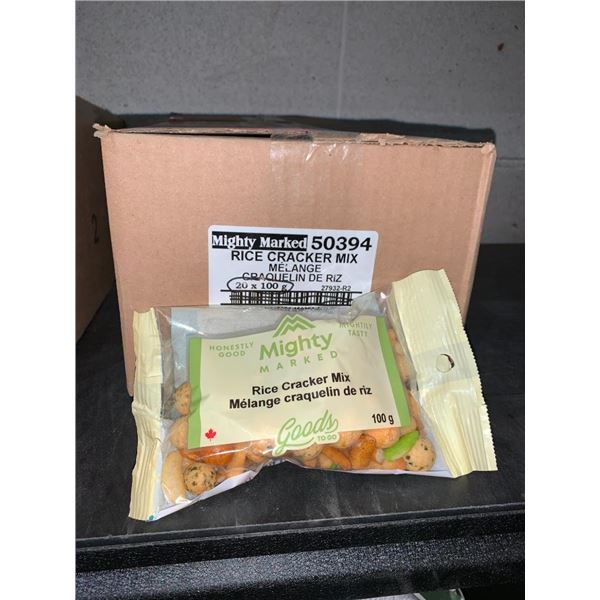 Mighty Marked 50394
RICE CRACKER MIX
MÉLANGE
CRAQUELIN DE RIZ
20 x 100 g 27932-R2
HONESTLY
GOOD
MIGHTILY
TASTY
Mighty
MARKED
Rice Cracker Mix
Mélange craquelin de riz
100 g
Goods
TO GO
2